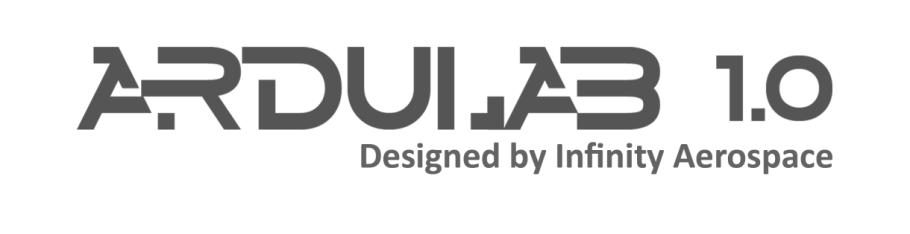 ARDULAB 1.0
Designed by Infinity Aerospace